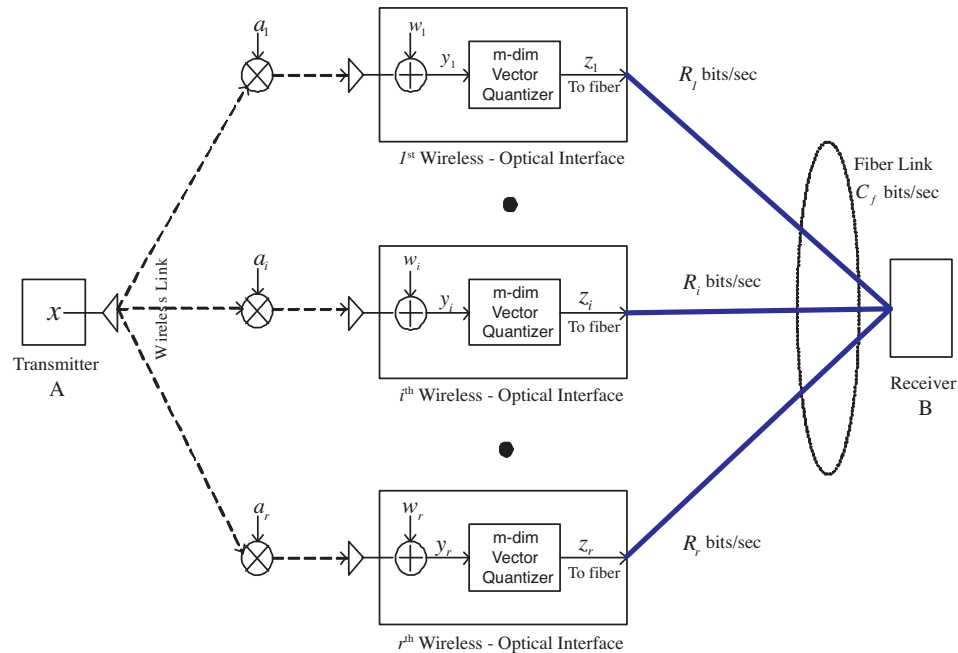 a₁
w₁
y₁
m-dim
Vector
Quantizer
z₁
To fiber
R₁ bits/sec
1ˢᵗ Wireless - Optical Interface
Fiber Link
C_f bits/sec
x
Transmitter
A
Wireless Link
aᵢ
wᵢ
yᵢ
m-dim
Vector
Quantizer
zᵢ
To fiber
Rᵢ bits/sec
iᵗʰ Wireless - Optical Interface
Receiver
B
aᵣ
wᵣ
yᵣ
m-dim
Vector
Quantizer
zᵣ
To fiber
Rᵣ bits/sec
rᵗʰ Wireless - Optical Interface